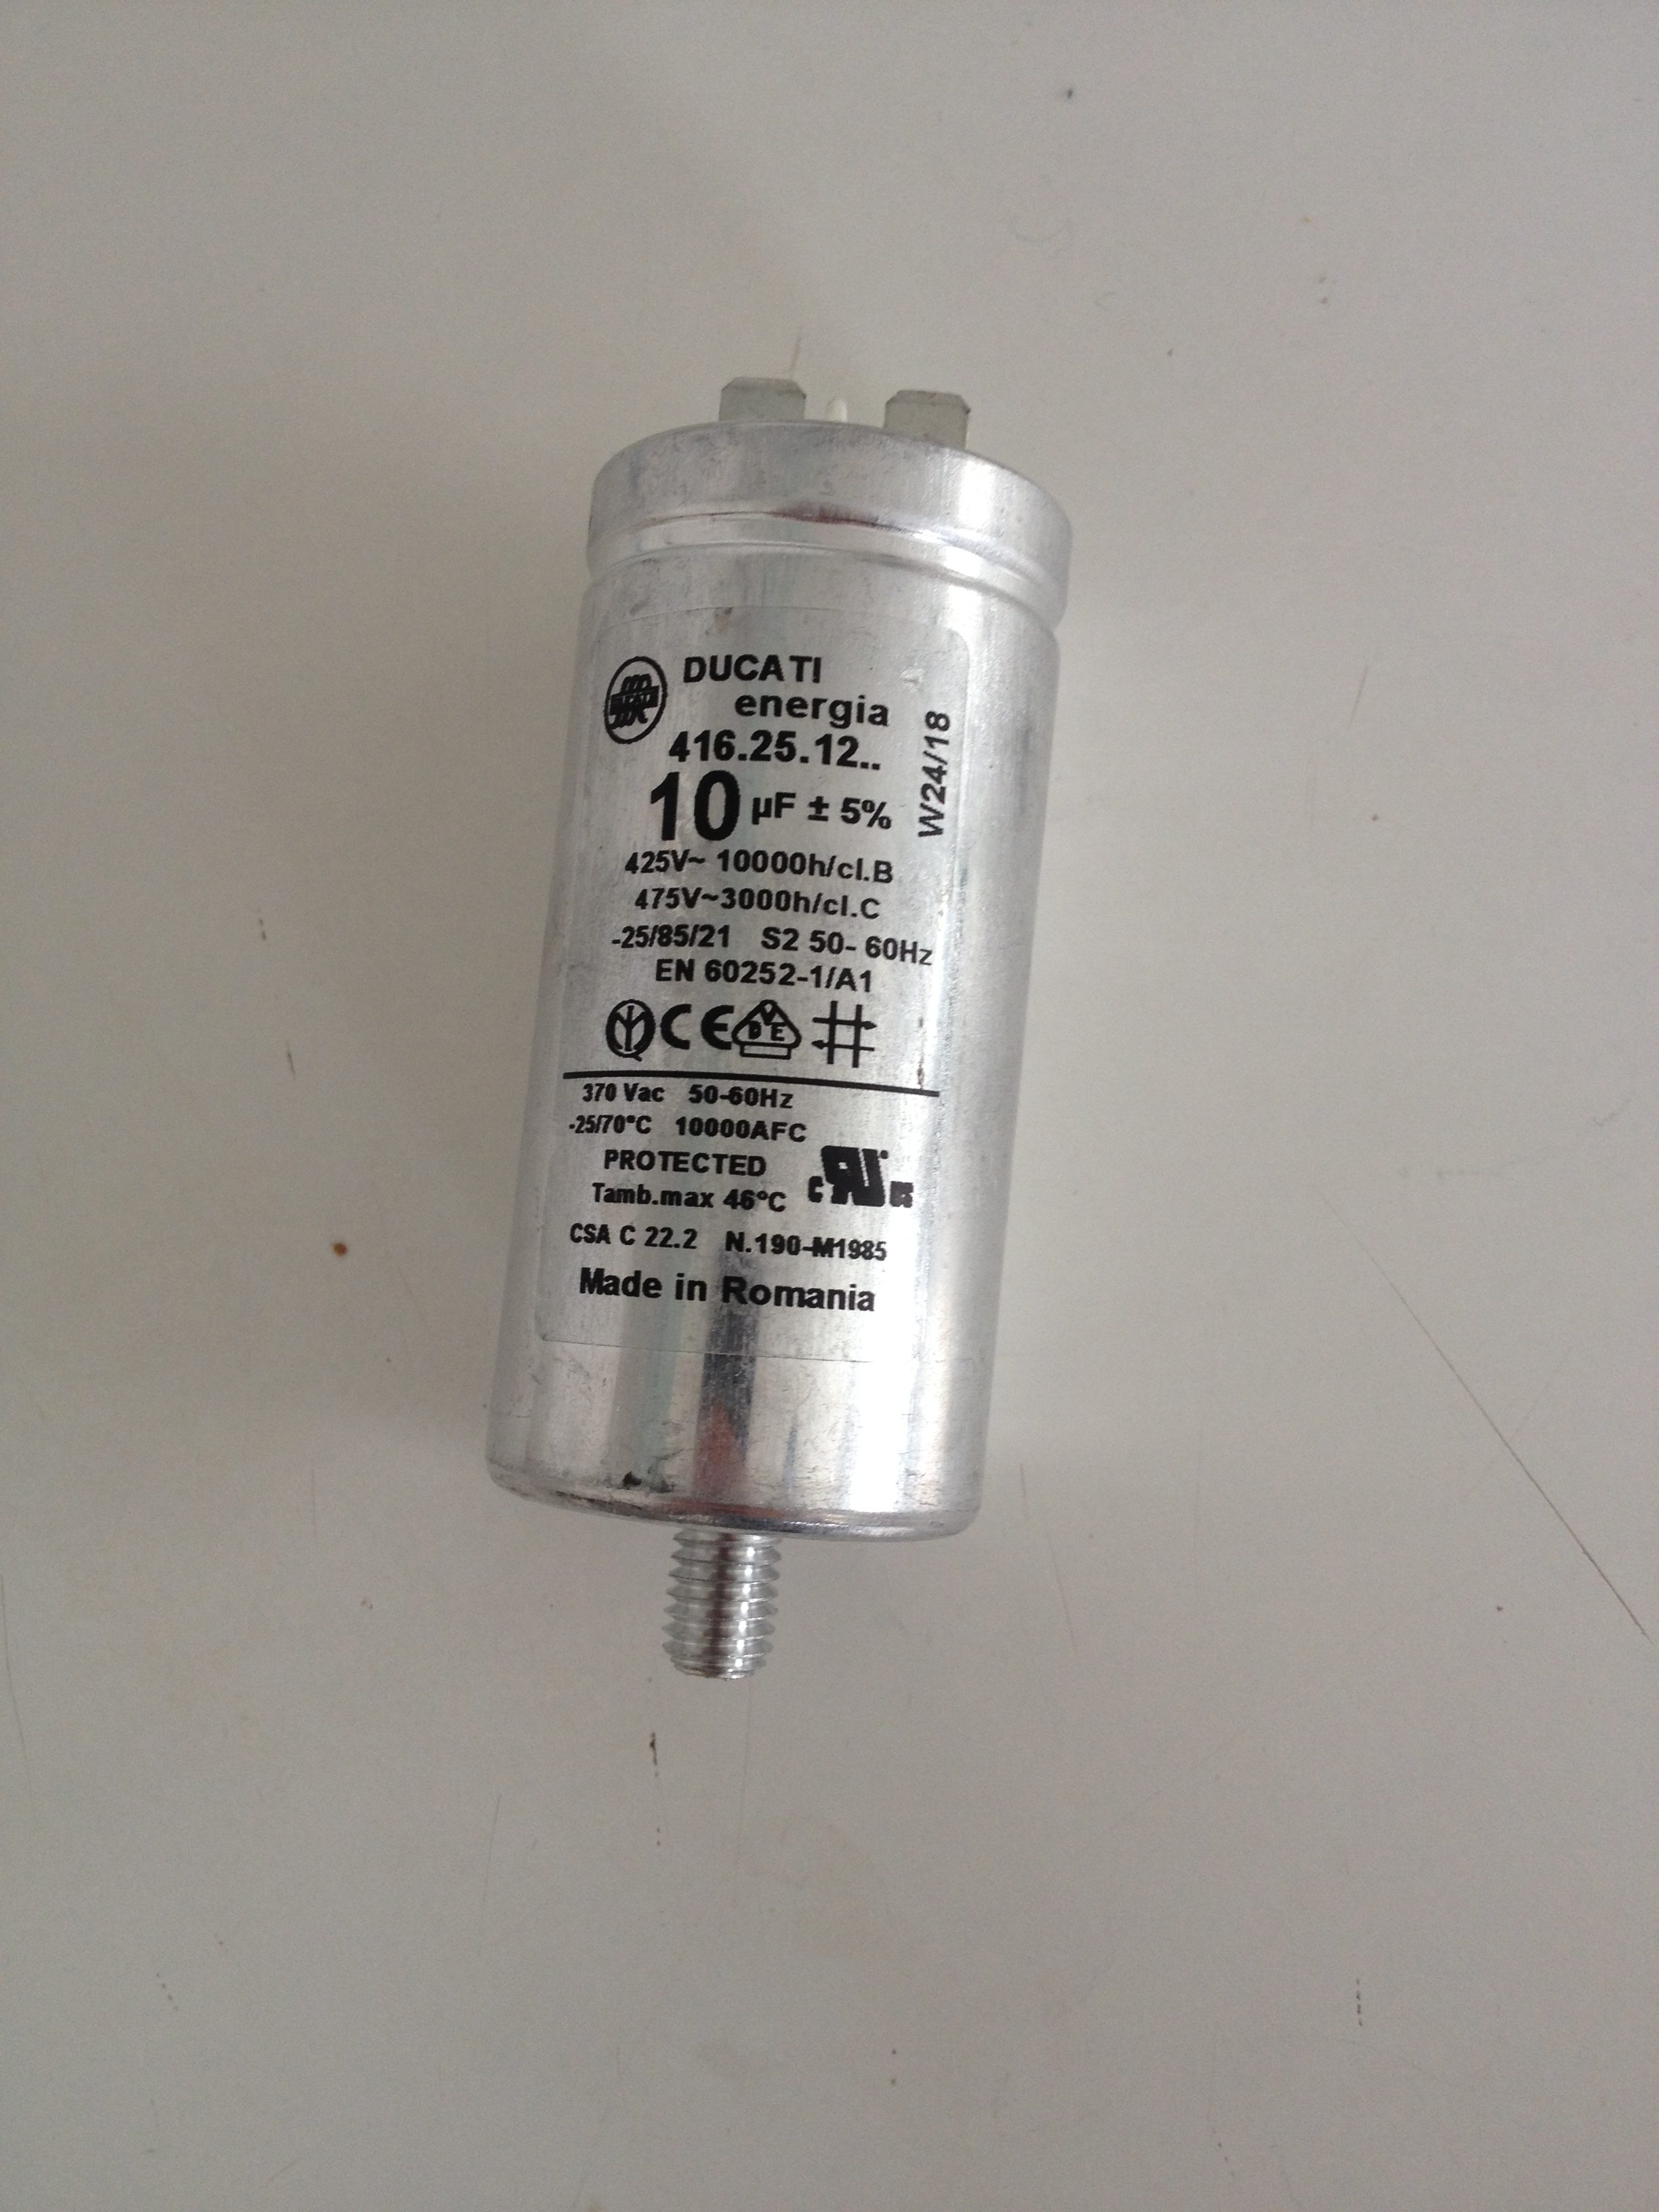 DUCATI
energia
416.25.12..
10 µF ± 5%
W24/18
425V~ 10000h/cl.B
475V~3000h/cl.C
-25/85/21 S2 50-60Hz
EN 60252-1/A1
CE DVE
370 Vac 50-60Hz
-25/70°C 10000AFC
PROTECTED
Tamb.max 46°C
CSA C 22.2 N.190-M1985
Made in Romania